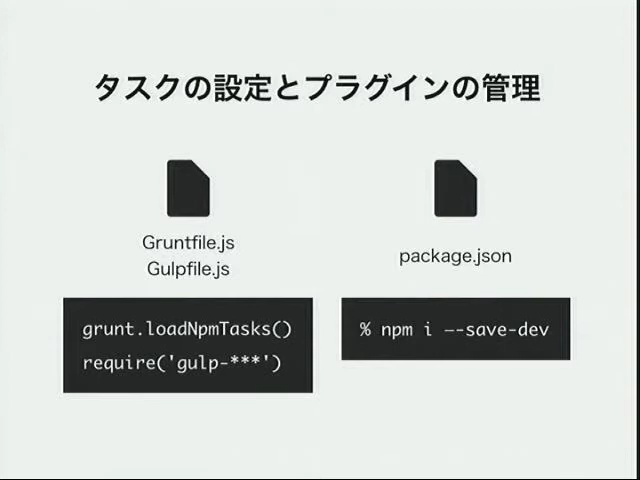 タスクの設定とプラグインの管理
Gruntfile.js
Gulpfile.js
grunt.loadNpmTasks()
require('gulp-***')
package.json
% npm i --save-dev